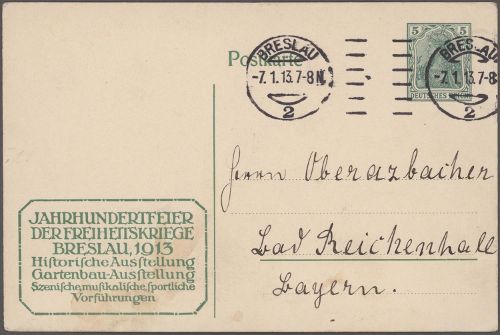 Postkarte
BRESLAU
-7.1.13.7-8N.
2
BRESLAU
-7.1.13.7-8
2
5 5
DEUTSCHES REICH
Herrn Oberazbacher
Bad Reichenhall
Bayern.
JAHRHUNDERTFEIER
DER FREIHEITSKRIEGE
BRESLAU, 1913
Historische Ausstellung
Gartenbau-Ausstellung
Szenische, musikalische, sportliche
Vorführungen